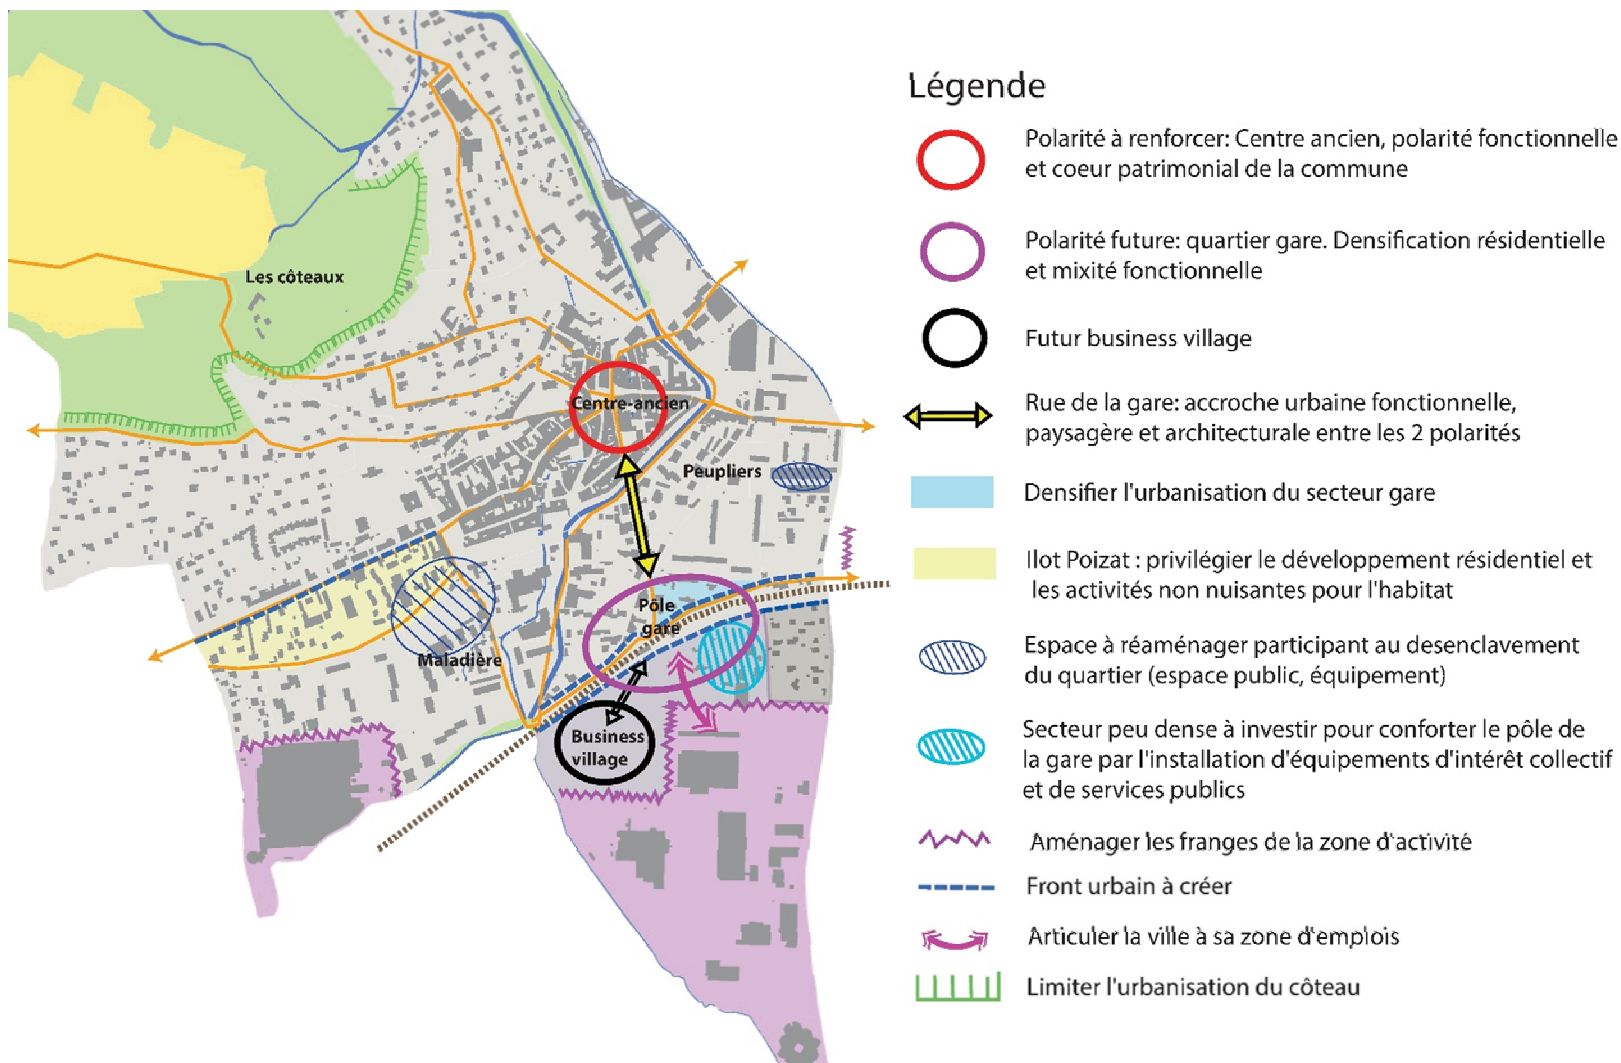 Les côteaux
Centre-ancien
Peupliers
Pôle
gare
Maladière
Business
village
Légende
Polarité à renforcer: Centre ancien, polarité fonctionnelle
et coeur patrimonial de la commune
Polarité future: quartier gare. Densification résidentielle
et mixité fonctionnelle
Futur business village
Rue de la gare: accroche urbaine fonctionnelle,
paysagère et architecturale entre les 2 polarités
Densifier l'urbanisation du secteur gare
Ilot Poizat : privilégier le développement résidentiel et
les activités non nuisantes pour l'habitat
Espace à réaménager participant au desenclavement
du quartier (espace public, équipement)
Secteur peu dense à investir pour conforter le pôle de
la gare par l'installation d'équipements d'intérêt collectif
et de services publics
Aménager les franges de la zone d'activité
Front urbain à créer
Articuler la ville à sa zone d'emplois
Limiter l'urbanisation du côteau